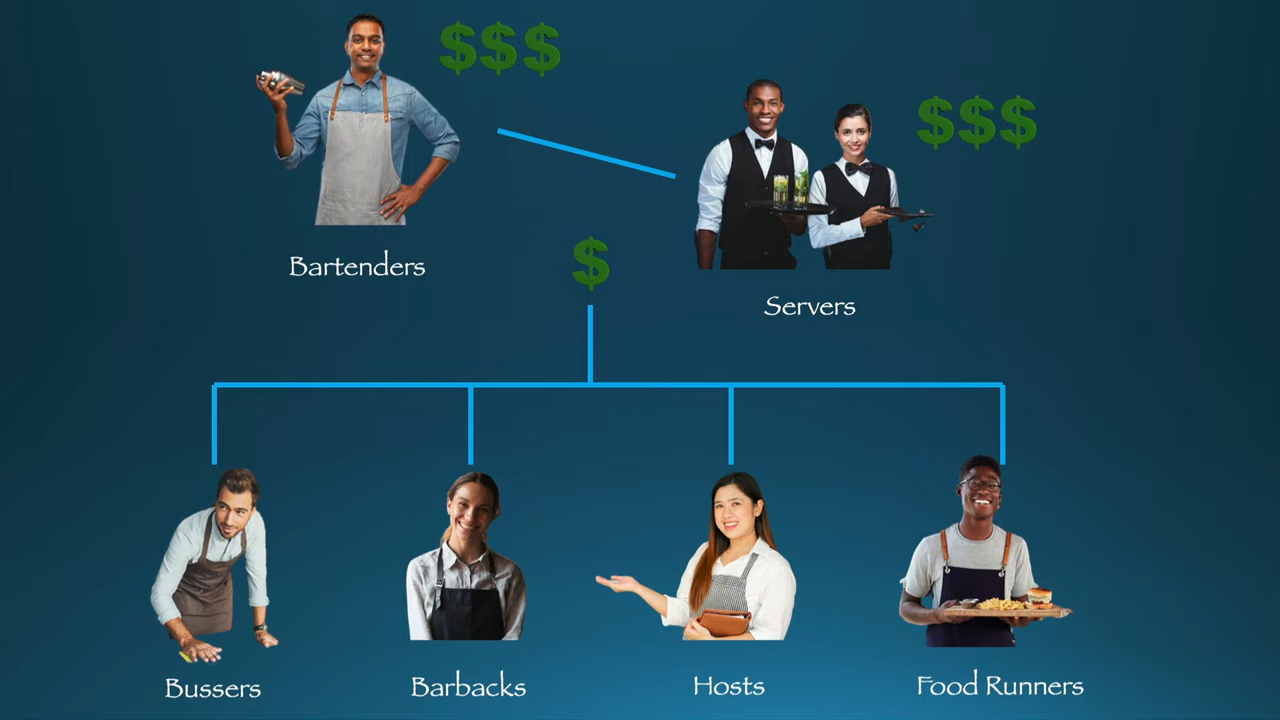 $$$
$$$
Bartenders
$
Servers
Bussers
Barbacks
Hosts
Food Runners